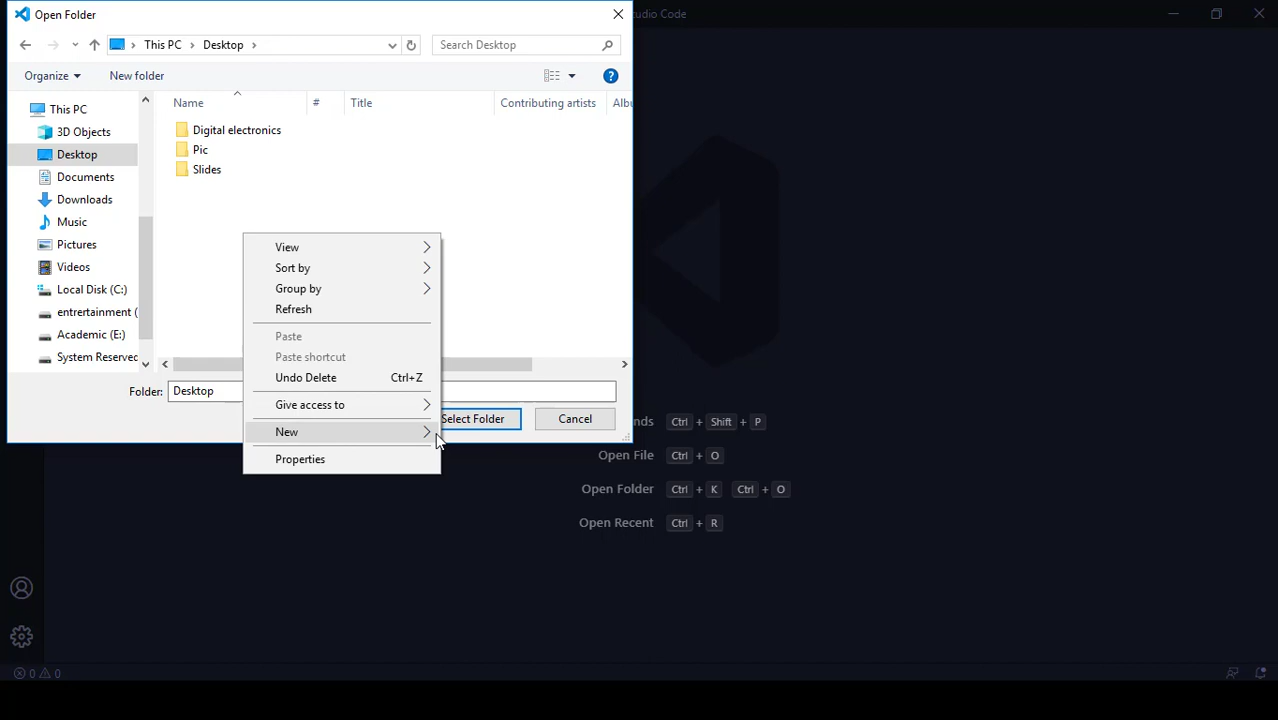 Open Folder
tudio Code
This PC
Desktop
Search Desktop
Organize
New folder
Name
#
Title
Contributing artists
Albu
This PC
3D Objects
Desktop
Documents
Downloads
Music
Pictures
Videos
Local Disk (C:)
entrertainment (
Academic (E:)
System Reserved
Digital electronics
Pic
Slides
View
Sort by
Group by
Refresh
Paste
Paste shortcut
Undo Delete Ctrl+Z
Give access to
New
Properties
Folder: Desktop
Select Folder
Cancel
nds Ctrl + Shift + P
Open File Ctrl + O
Open Folder Ctrl + K Ctrl + O
Open Recent Ctrl + R
0 0